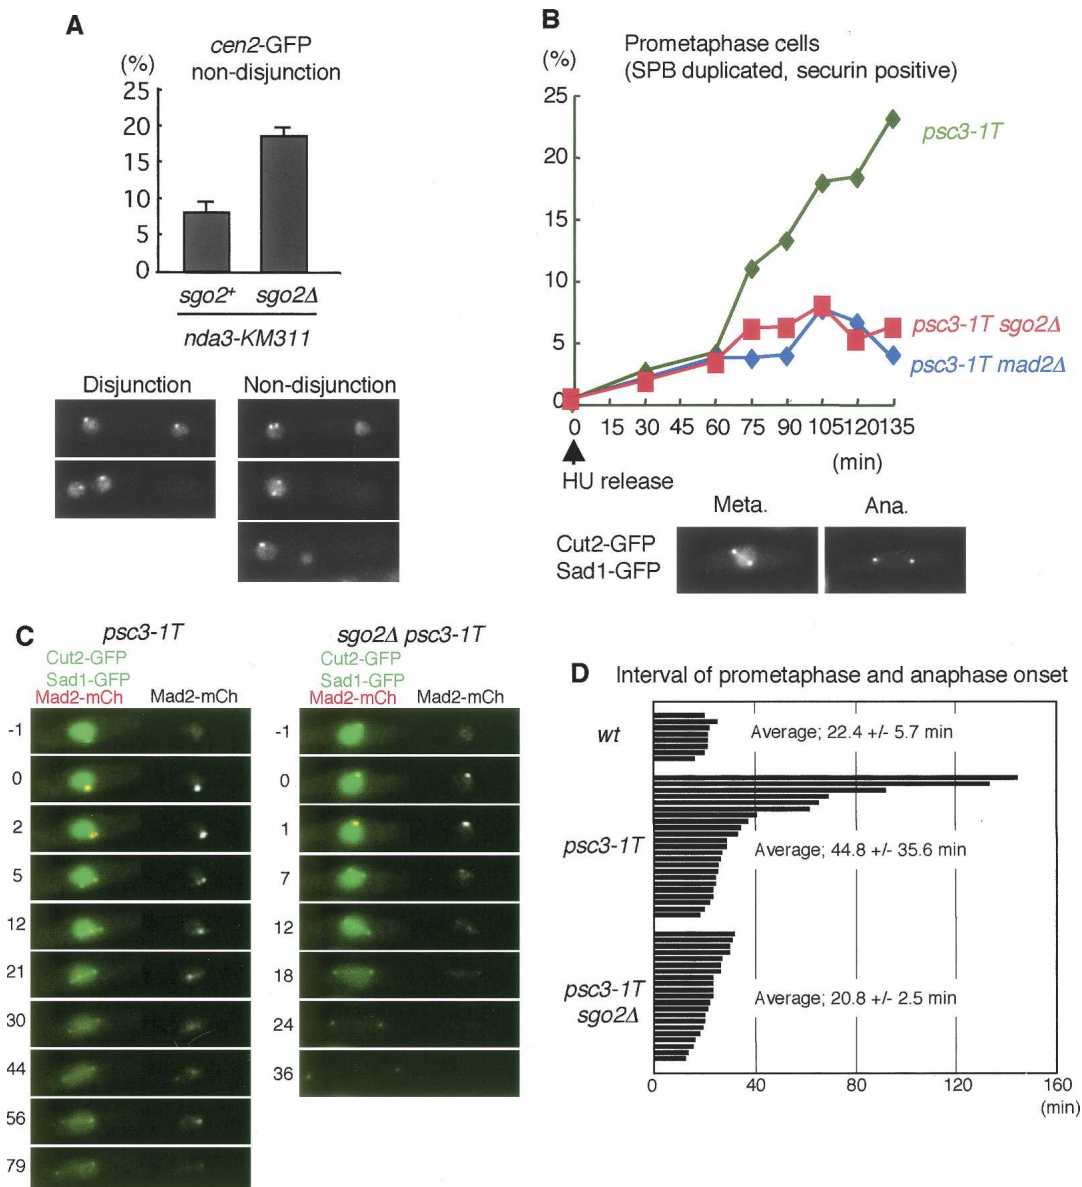 A
cen2-GFP
non-disjunction
(%)
25
20
15
10
5
0
sgo2+ sgo2Δ
nda3-KM311
Disjunction Non-disjunction
B
Prometaphase cells
(SPB duplicated, securin positive)
(%)
25
20
15
10
5
0
psc3-1T
psc3-1T sgo2Δ
psc3-1T mad2Δ
0 15 30 45 60 75 90 105 120 135
(min)
HU release
Meta. Ana.
Cut2-GFP
Sad1-GFP
C
psc3-1T
Cut2-GFP
Sad1-GFP
Mad2-mCh Mad2-mCh
-1
0
2
5
12
21
30
44
56
79
sgo2Δ psc3-1T
Cut2-GFP
Sad1-GFP
Mad2-mCh Mad2-mCh
-1
0
1
7
12
18
24
36
D
Interval of prometaphase and anaphase onset
wt
Average; 22.4 +/- 5.7 min
psc3-1T
Average; 44.8 +/- 35.6 min
psc3-1T
sgo2Δ
Average; 20.8 +/- 2.5 min
0 40 80 120 160
(min)